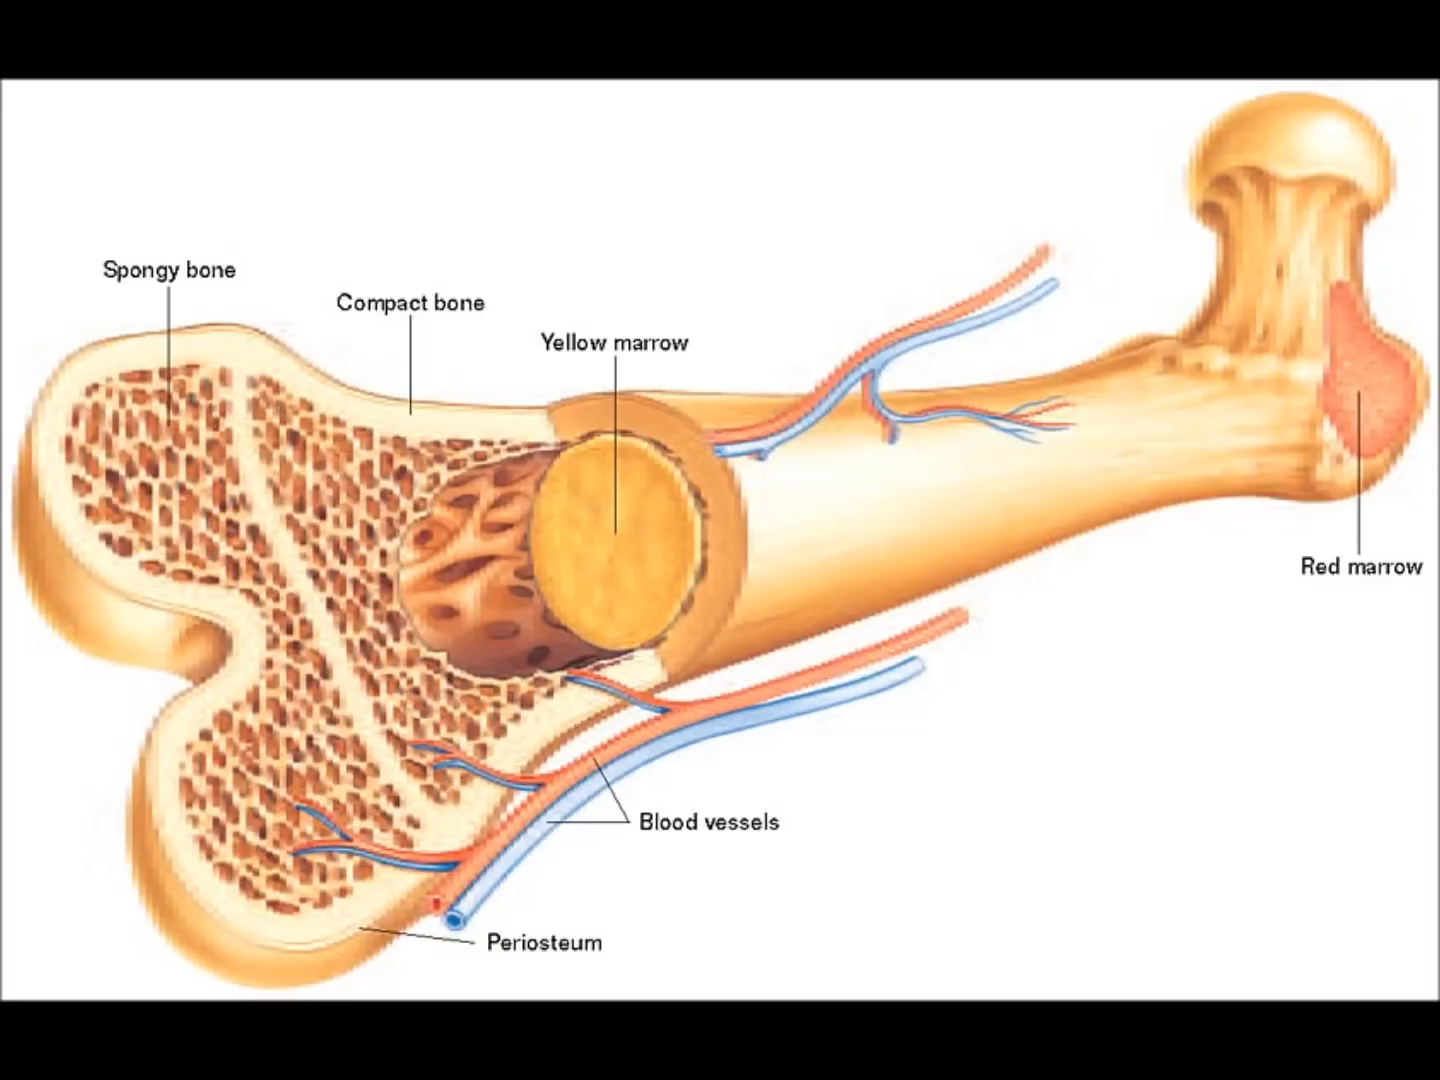 Spongy bone
Compact bone
Yellow marrow
Red marrow
Blood vessels
Periosteum